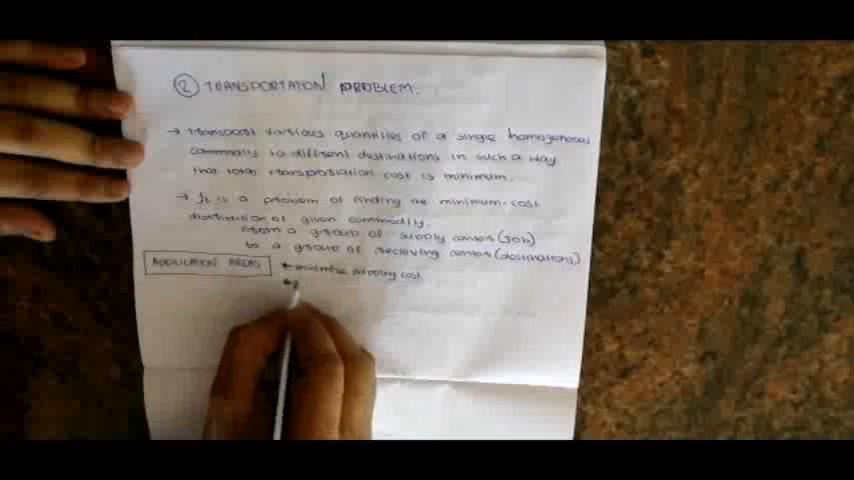 ② TRANSPORTATION PROBLEM.
→ Transport various quantities of a single homogeneous
commodity to different destinations in such a way
that total transportation cost is minimum.
→ It is a problem of finding the minimum-cost
distribution of given commodity.
from a group of supply centers (Job)
to a group of recieving centers (destinations)
APPLICATION AREAS * minimize shipping cost
*